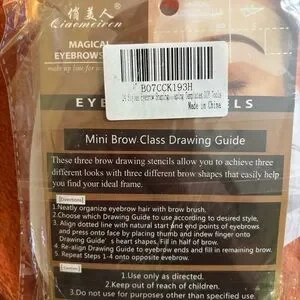 俏美人
Qiaomeiren
MAGICAL
EYEBROWS
make up line for
B07CCK193H
Made in China
EYE
LS
Mini Brow Class Drawing Guide
These three brow drawing stencils allow you to achieve three
different looks with three different brow shapes that easily help
you find your ideal frame.
Directions
1.Neatly organize eyebrow hair with brow brush.
2.Choose which Drawing Guide to use according to desired style.
3. Align dotted line with natural start and end points of eyebrows
and press onto face by placing thumb and index finger onto
Drawing Guide's heart shapes, Fill in half of brow.
4. Re-align Drawing Guide to eyebrow ends and fill in remaining brow.
5. Repeat Steps 1-4 onto opposite eyebrow.
Caution
1.Use only as directed.
2.Keep out of reach of children.
3.Do not use for purposes other than specified use.